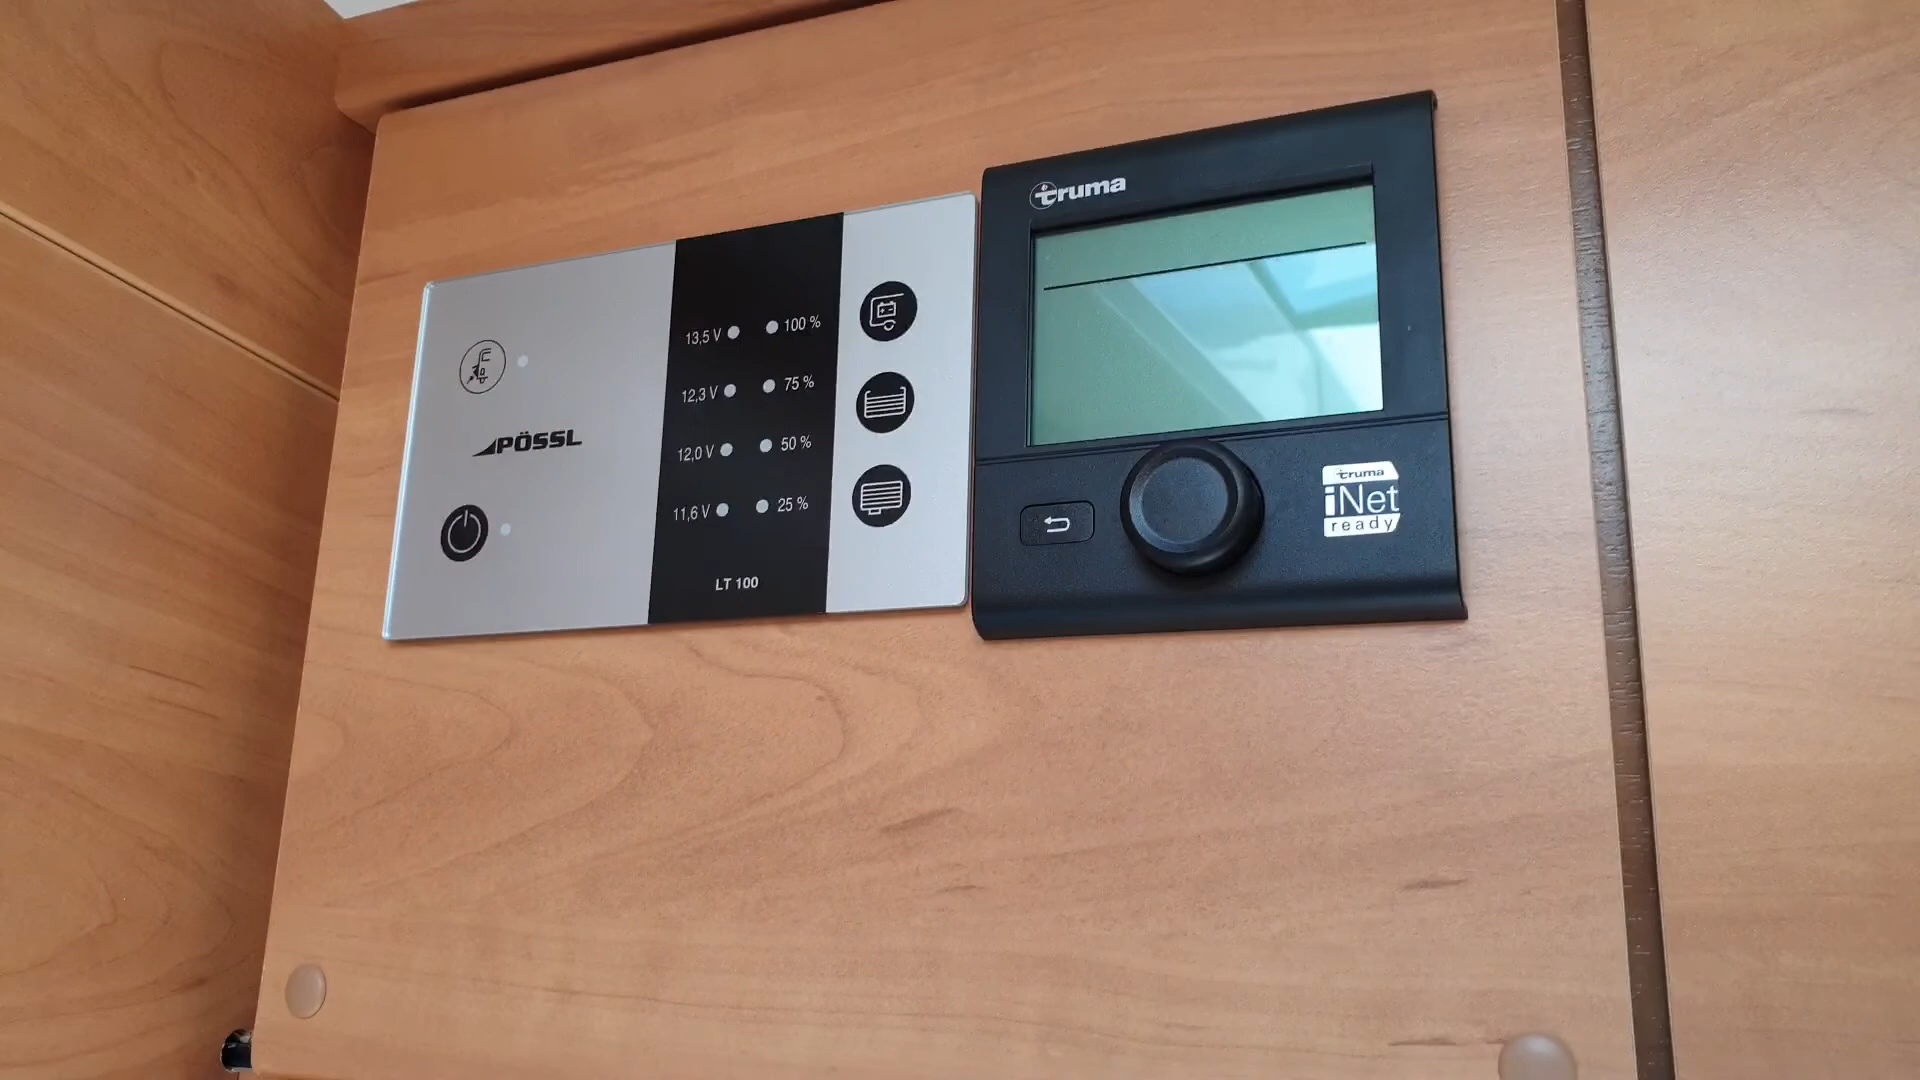 PÖSSL
13,5 V 100 %
12,3 V 75 %
12,0 V 50 %
11,6 V 25 %
LT 100
truma
truma
iNet
ready